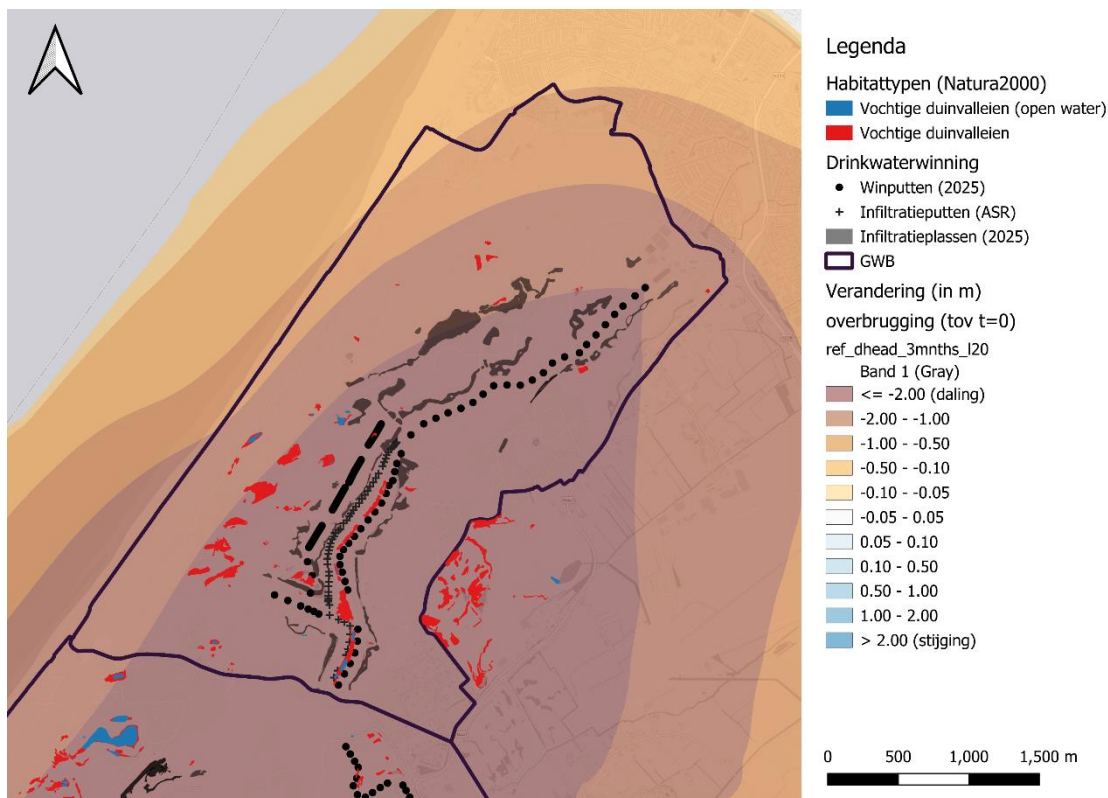 Legenda
Habitattypen (Natura2000)
Vochtige duinvalleien (open water)
Vochtige duinvalleien
Drinkwaterwinning
Winputten (2025)
Infiltratieputten (ASR)
Infiltratieplassen (2025)
GWB
Verandering (in m)
overbrugging (tov t=0)
ref_dhead_3mnths_l20
Band 1 (Gray)
<= -2.00 (daling)
-2.00 - -1.00
-1.00 - -0.50
-0.50 - -0.10
-0.10 - -0.05
-0.05 - 0.05
0.05 - 0.10
0.10 - 0.50
0.50 - 1.00
1.00 - 2.00
> 2.00 (stijging)
0 500 1,000 1,500 m